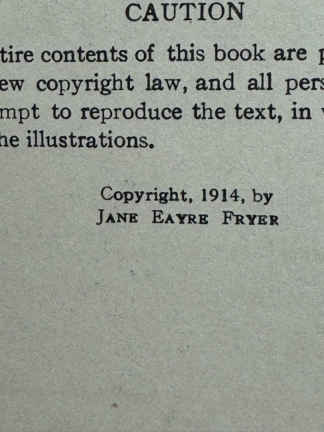 CAUTION
tire contents of this book are p
ew copyright law, and all pers
mpt to reproduce the text, in
he illustrations.
Copyright, 1914, by
JANE EAYRE FRYER